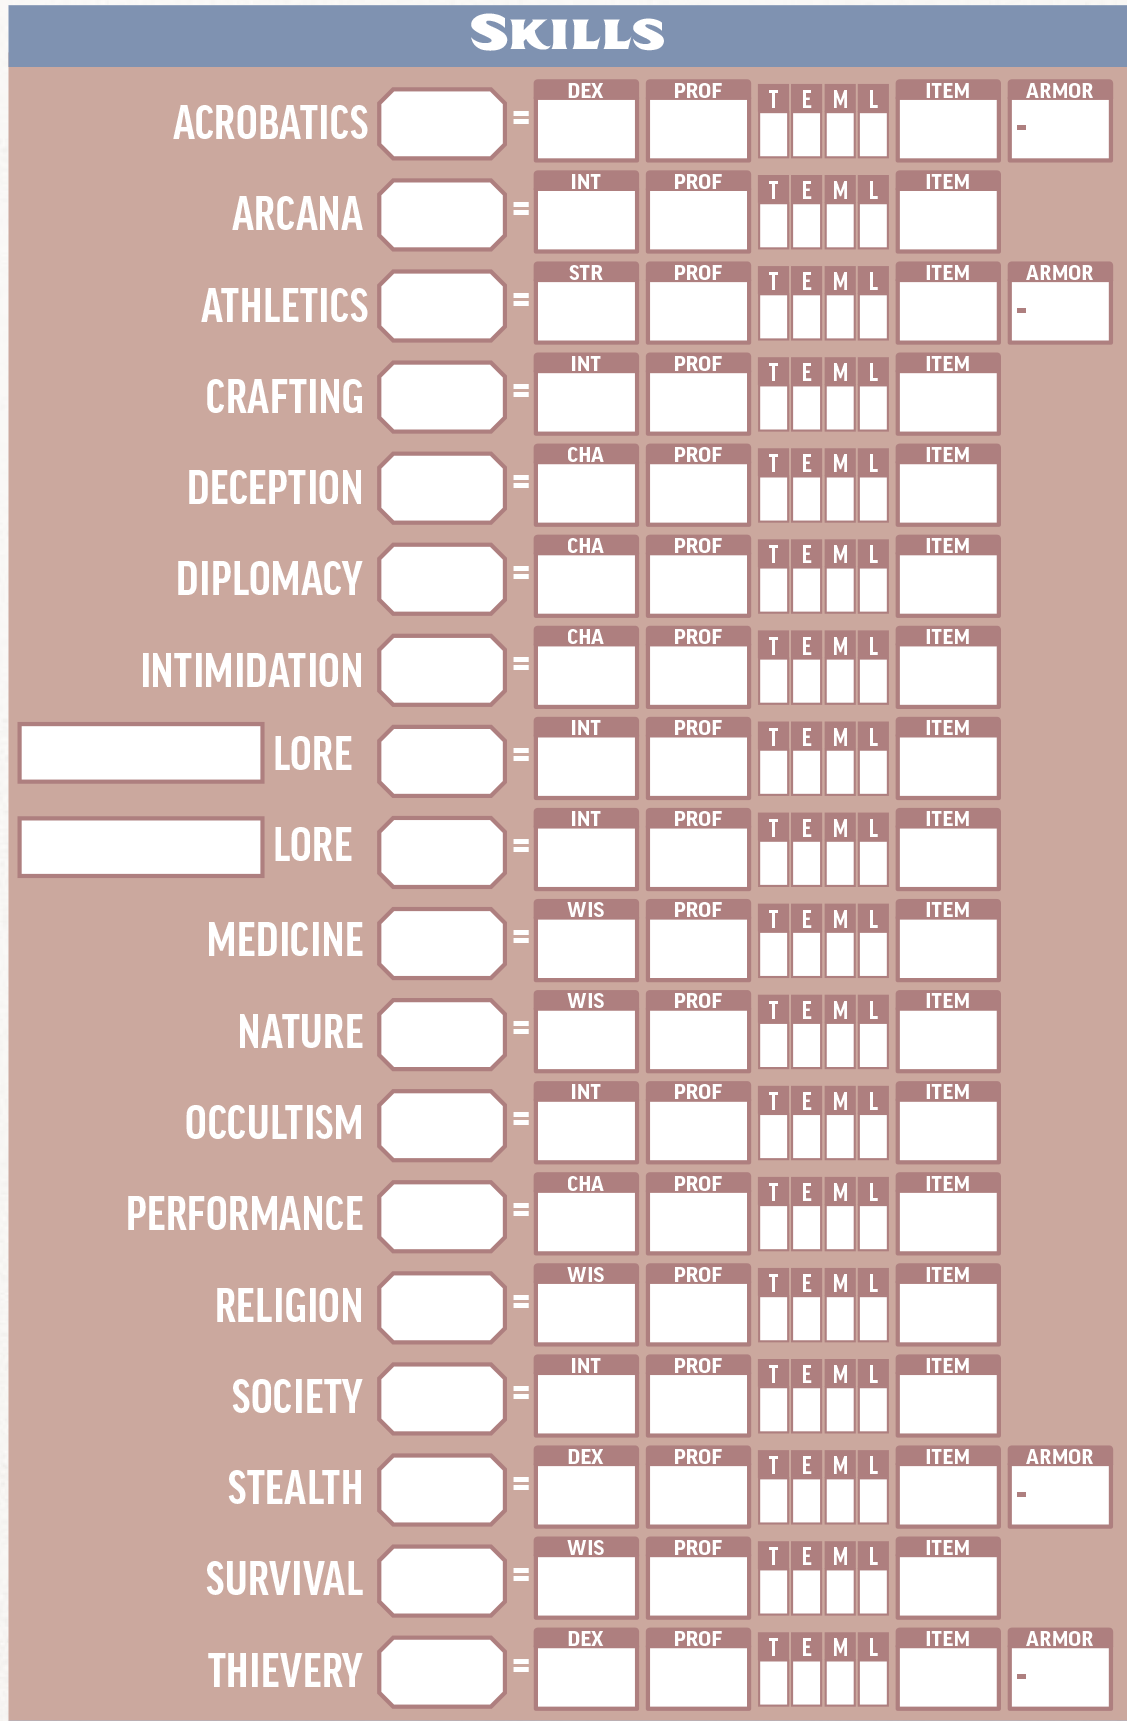 SKILLS
ACROBATICS = DEX PROF T E M L ITEM ARMOR -
ARCANA = INT PROF T E M L ITEM
ATHLETICS = STR PROF T E M L ITEM ARMOR -
CRAFTING = INT PROF T E M L ITEM
DECEPTION = CHA PROF T E M L ITEM
DIPLOMACY = CHA PROF T E M L ITEM
INTIMIDATION = CHA PROF T E M L ITEM
LORE = INT PROF T E M L ITEM
LORE = INT PROF T E M L ITEM
MEDICINE = WIS PROF T E M L ITEM
NATURE = WIS PROF T E M L ITEM
OCCULTISM = INT PROF T E M L ITEM
PERFORMANCE = CHA PROF T E M L ITEM
RELIGION = WIS PROF T E M L ITEM
SOCIETY = INT PROF T E M L ITEM
STEALTH = DEX PROF T E M L ITEM ARMOR -
SURVIVAL = WIS PROF T E M L ITEM
THIEVERY = DEX PROF T E M L ITEM ARMOR -